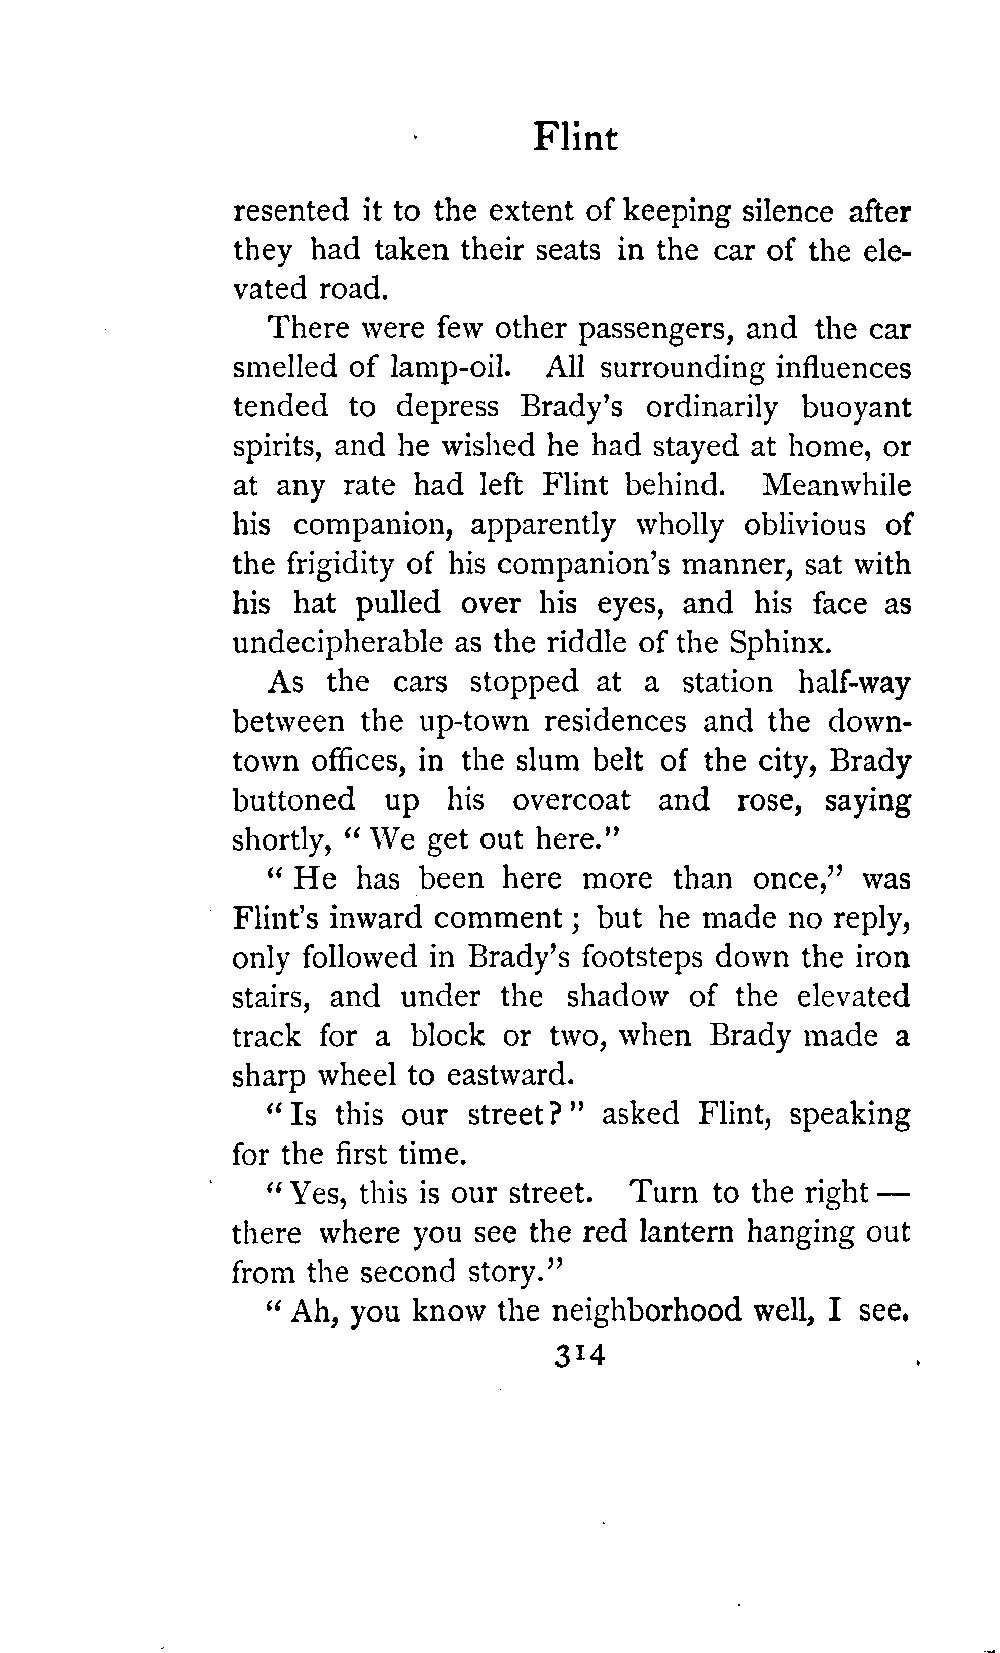 Flint
resented it to the extent of keeping silence after
they had taken their seats in the car of the ele-
vated road.
There were few other passengers, and the car
smelled of lamp-oil. All surrounding influences
tended to depress Brady's ordinarily buoyant
spirits, and he wished he had stayed at home, or
at any rate had left Flint behind. Meanwhile
his companion, apparently wholly oblivious of
the frigidity of his companion's manner, sat with
his hat pulled over his eyes, and his face as
undecipherable as the riddle of the Sphinx.
As the cars stopped at a station half-way
between the up-town residences and the down-
town offices, in the slum belt of the city, Brady
buttoned up his overcoat and rose, saying
shortly, " We get out here."
" He has been here more than once," was
Flint's inward comment ; but he made no reply,
only followed in Brady's footsteps down the iron
stairs, and under the shadow of the elevated
track for a block or two, when Brady made a
sharp wheel to eastward.
" Is this our street? " asked Flint, speaking
for the first time.
" Yes, this is our street. Turn to the right —
there where you see the red lantern hanging out
from the second story."
" Ah, you know the neighborhood well, I see.
314